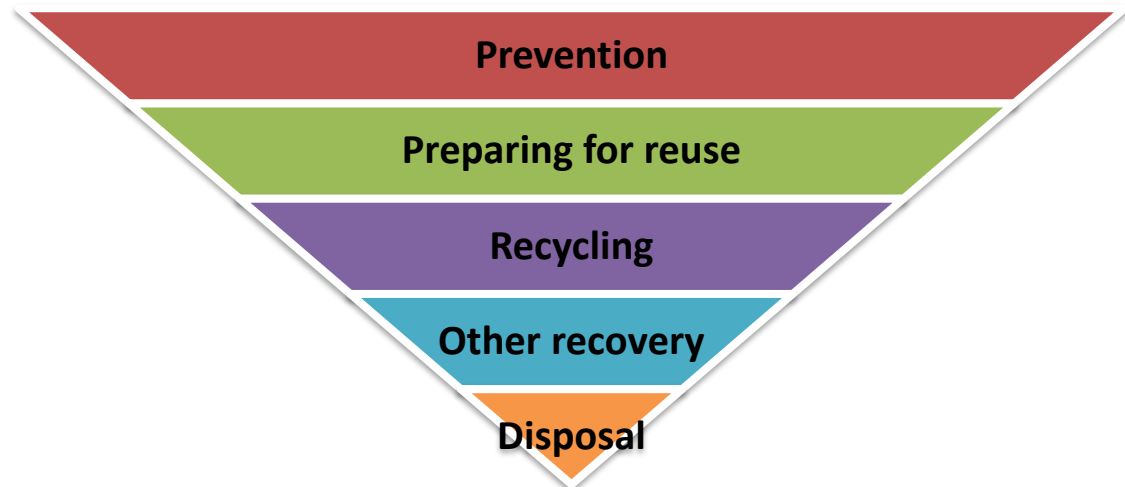 Prevention
Preparing for reuse
Recycling
Other recovery
Disposal